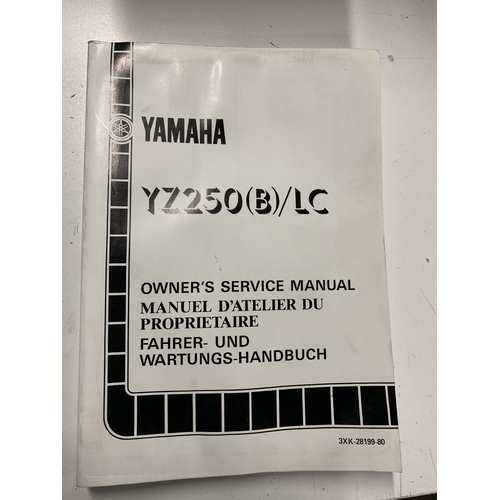 YAMAHA
YZ250(B)/LC
OWNER'S SERVICE MANUAL
MANUEL D'ATELIER DU
PROPRIETAIRE
FAHRER- UND
WARTUNGS-HANDBUCH
3XK-28199-80